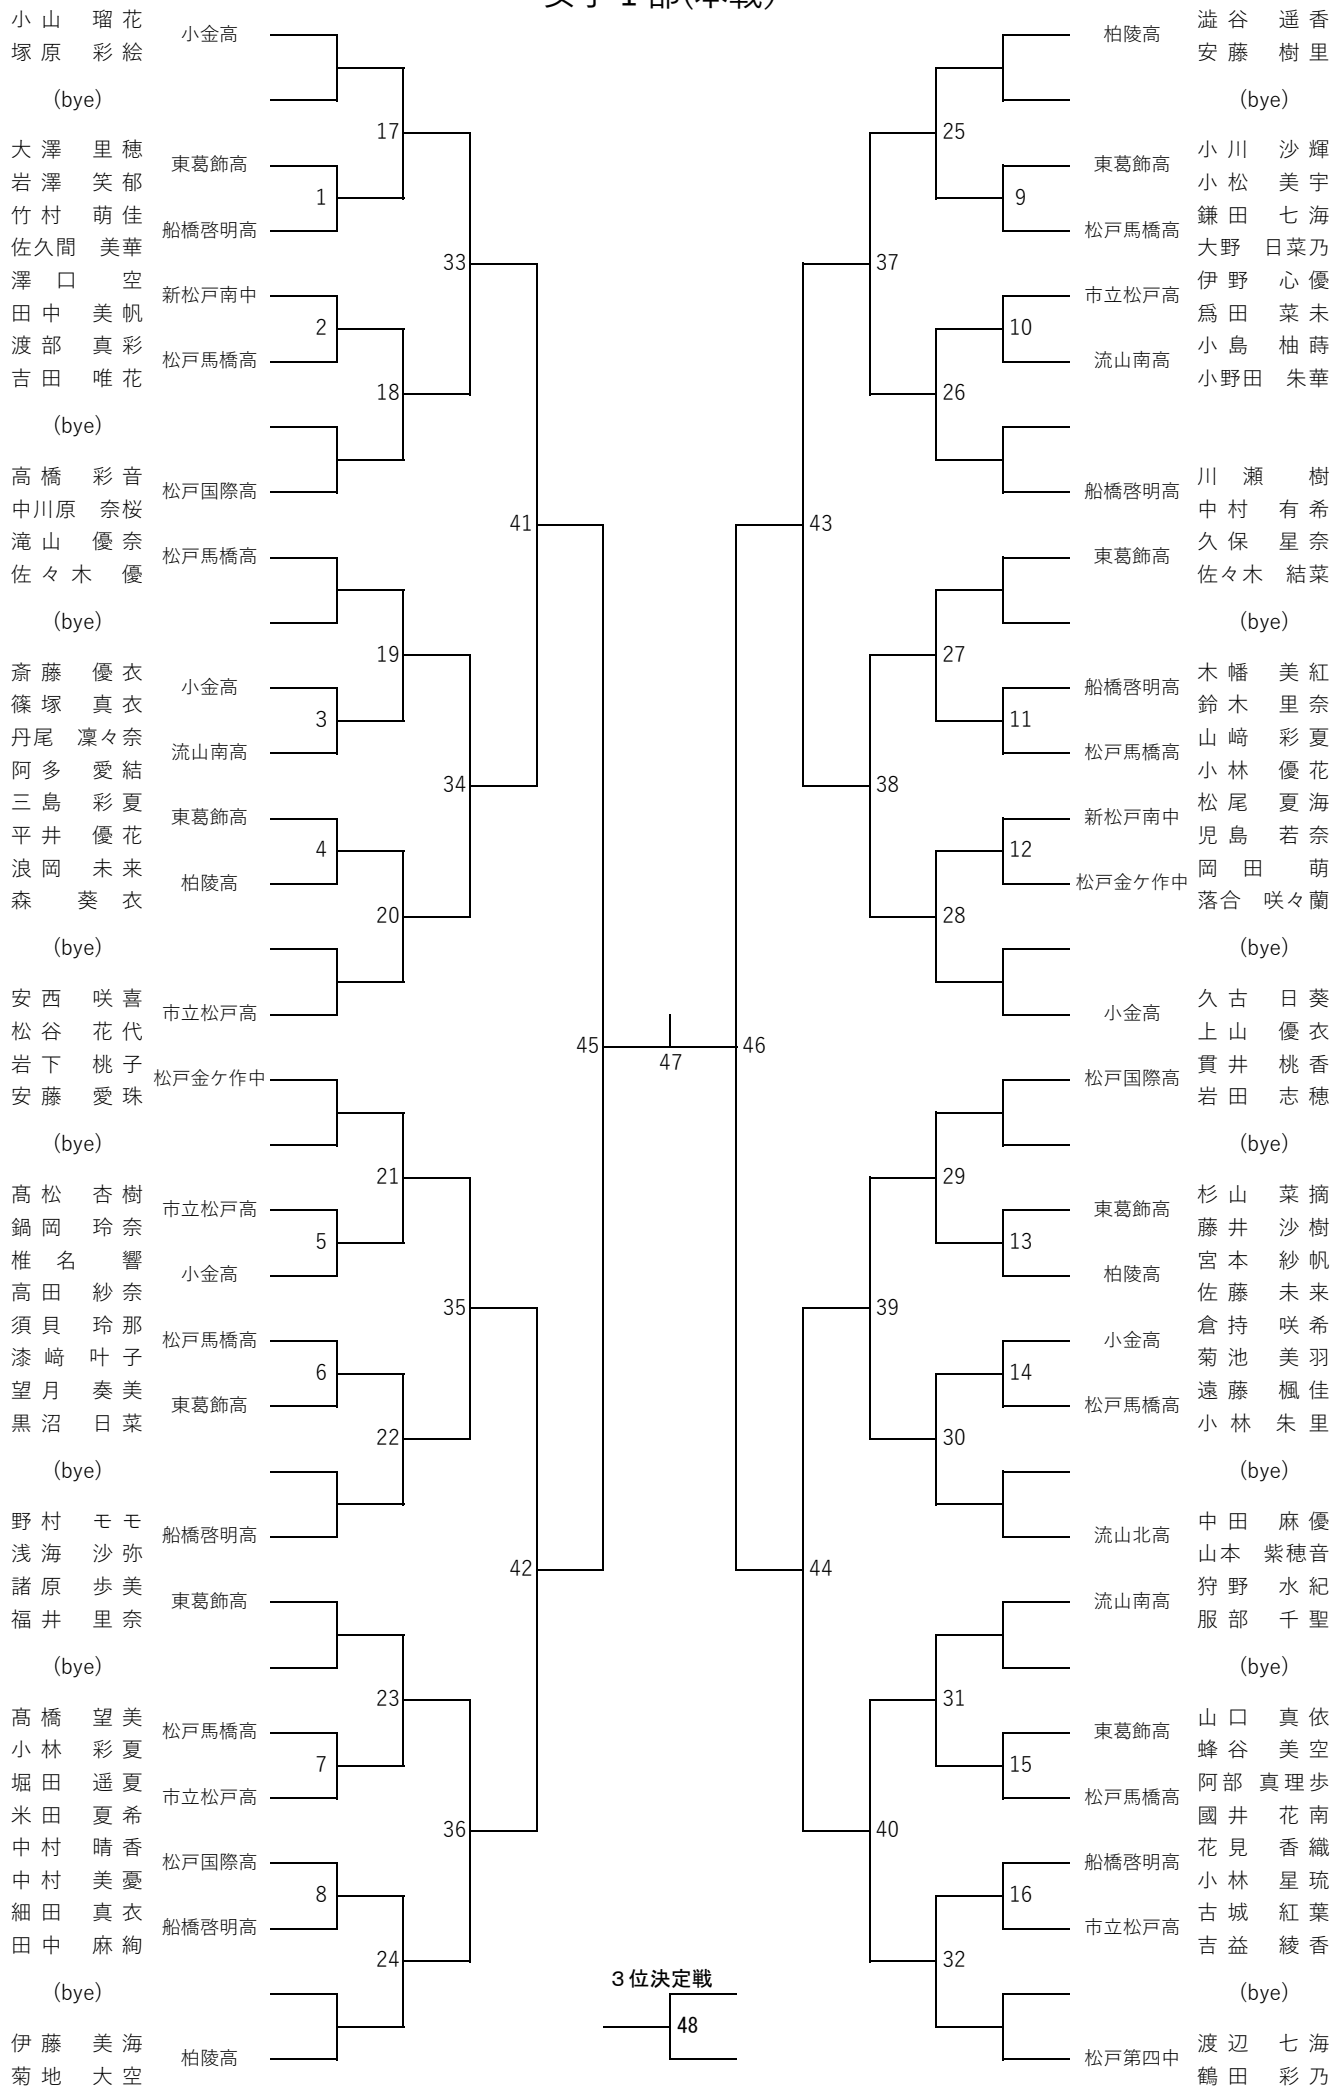 女子１部(本戦)
小山 瑠花
小金高
塚原 彩絵
(bye)
17
大澤 里穂
東葛飾高
岩澤 笑郁
1
竹村 萌佳
船橋啓明高
佐久間 美華
33
澤口 空
新松戸南中
田中 美帆
2
渡部 真彩
松戸馬橋高
吉田 唯花
18
(bye)
高橋 彩音
松戸国際高
中川原 奈桜
41
滝山 優奈
松戸馬橋高
佐々木 優
(bye)
19
斎藤 優衣
小金高
篠塚 真衣
3
丹尾 凜々奈
流山南高
阿多 愛結
34
三島 彩夏
東葛飾高
平井 優花
4
浪岡 未来
柏陵高
森 葵衣
20
(bye)
安西 咲喜
市立松戸高
松谷 花代
45
岩下 桃子
松戸金ケ作中
安藤 愛珠
(bye)
21
髙松 杏樹
市立松戸高
鍋岡 玲奈
5
椎名 響
小金高
高田 紗奈
35
須貝 玲那
松戸馬橋高
漆﨑 叶子
6
望月 奏美
東葛飾高
黒沼 日菜
22
(bye)
野村 モモ
船橋啓明高
浅海 沙弥
42
諸原 歩美
東葛飾高
福井 里奈
(bye)
23
髙橋 望美
松戸馬橋高
小林 彩夏
7
堀田 遥夏
市立松戸高
米田 夏希
36
中村 晴香
松戸国際高
中村 美憂
8
細田 真衣
船橋啓明高
田中 麻絢
24
(bye)
伊藤 美海
柏陵高
菊地 大空
47
３位決定戦
48
澁谷 遥香
柏陵高
安藤 樹里
(bye)
25
小川 沙輝
東葛飾高
小松 美宇
9
鎌田 七海
松戸馬橋高
大野 日菜乃
37
伊野 心優
市立松戸高
爲田 菜未
10
小島 柚蒔
流山南高
小野田 朱華
26
川瀬 樹
船橋啓明高
中村 有希
43
久保 星奈
東葛飾高
佐々木 結菜
(bye)
27
木幡 美紅
船橋啓明高
鈴木 里奈
11
山﨑 彩夏
松戸馬橋高
小林 優花
38
松尾 夏海
新松戸南中
児島 若奈
12
岡田 萌
松戸金ケ作中
落合 咲々蘭
28
(bye)
久古 日葵
小金高
上山 優衣
46
貫井 桃香
松戸国際高
岩田 志穂
(bye)
29
杉山 菜摘
東葛飾高
藤井 沙樹
13
宮本 紗帆
柏陵高
佐藤 未来
39
倉持 咲希
小金高
菊池 美羽
14
遠藤 楓佳
松戸馬橋高
小林 朱里
30
(bye)
中田 麻優
流山北高
山本 紫穂音
44
狩野 水紀
流山南高
服部 千聖
(bye)
31
山口 真依
東葛飾高
蜂谷 美空
15
阿部 真理歩
松戸馬橋高
國井 花南
40
花見 香織
船橋啓明高
小林 星琉
16
古城 紅葉
市立松戸高
吉益 綾香
32
(bye)
渡辺 七海
松戸第四中
鶴田 彩乃